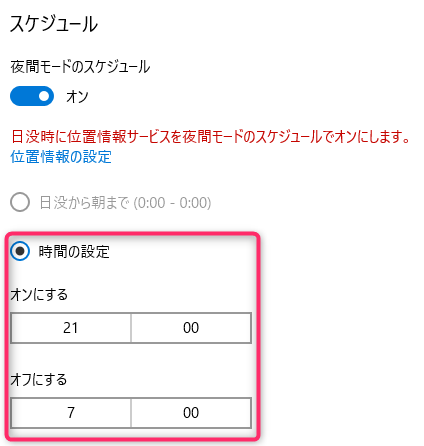 スケジュール
夜間モードのスケジュール
オン
日没時に位置情報サービスを夜間モードのスケジュールでオンにします。
位置情報の設定
日没から朝まで (0:00 - 0:00)
時間の設定
オンにする
21 00
オフにする
7 00